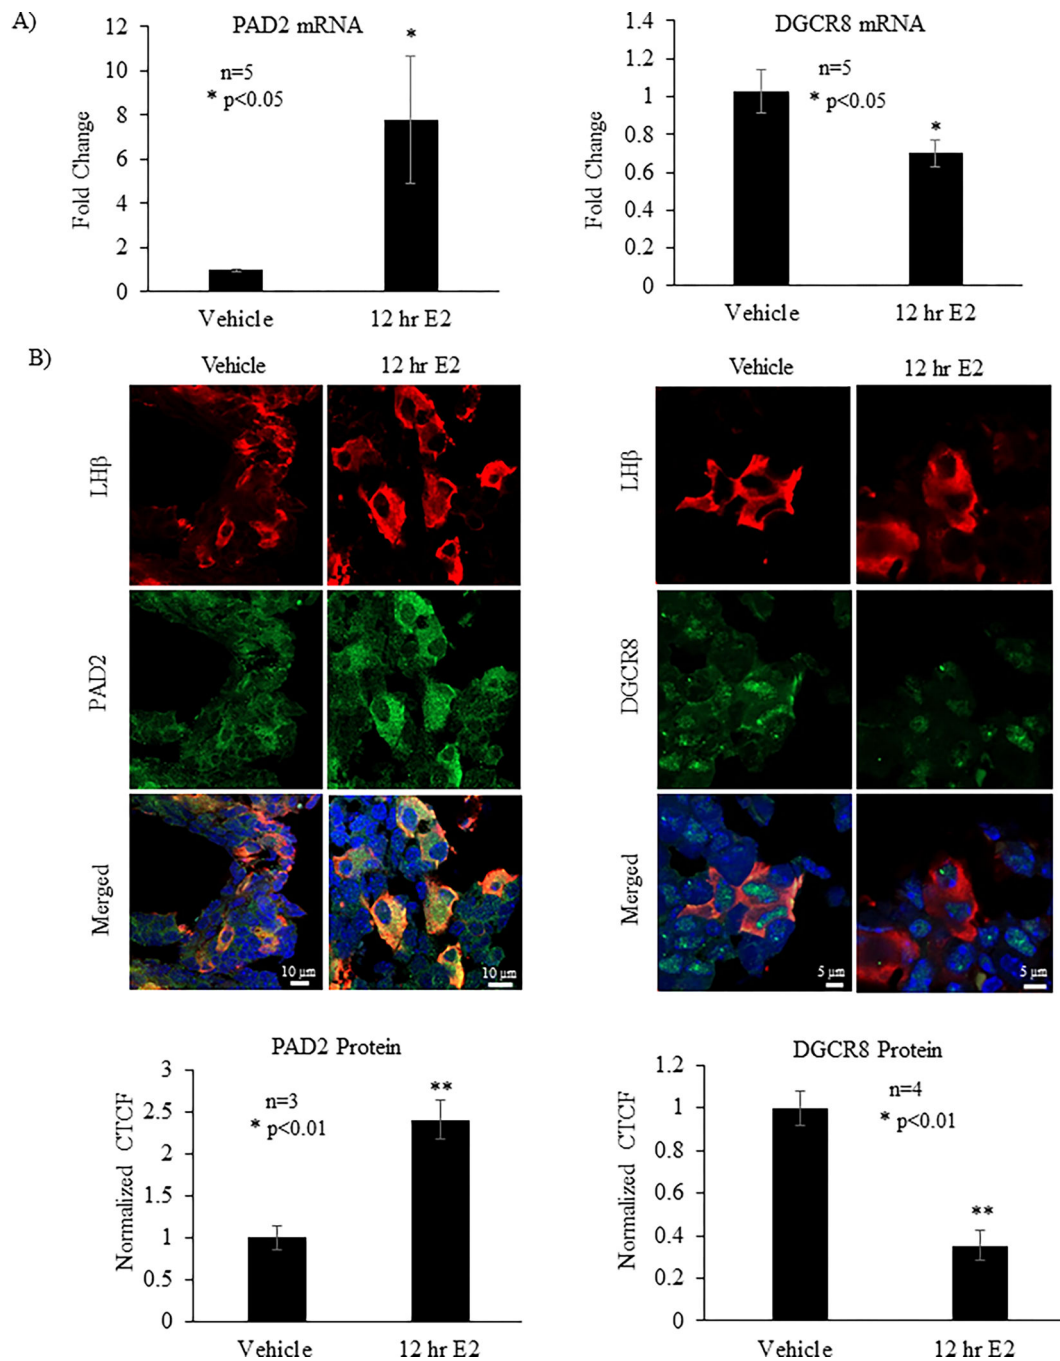 A)
PAD2 mRNA
12
10
8
6
4
2
0
Fold Change
n=5
* p<0.05
*
Vehicle
12 hr E2
DGCR8 mRNA
1.4
1.2
1
0.8
0.6
0.4
0.2
0
Fold Change
n=5
* p<0.05
*
Vehicle
12 hr E2
B)
Vehicle
12 hr E2
LHβ
PAD2
Merged
10 µm
10 µm
Vehicle
12 hr E2
LHβ
DGCR8
Merged
5 µm
5 µm
PAD2 Protein
3
2.5
2
1.5
1
0.5
0
Normalized CTCF
n=3
* p<0.01
**
Vehicle
12 hr E2
DGCR8 Protein
1.2
1
0.8
0.6
0.4
0.2
0
Normalized CTCF
n=4
* p<0.01
**
Vehicle
12 hr E2